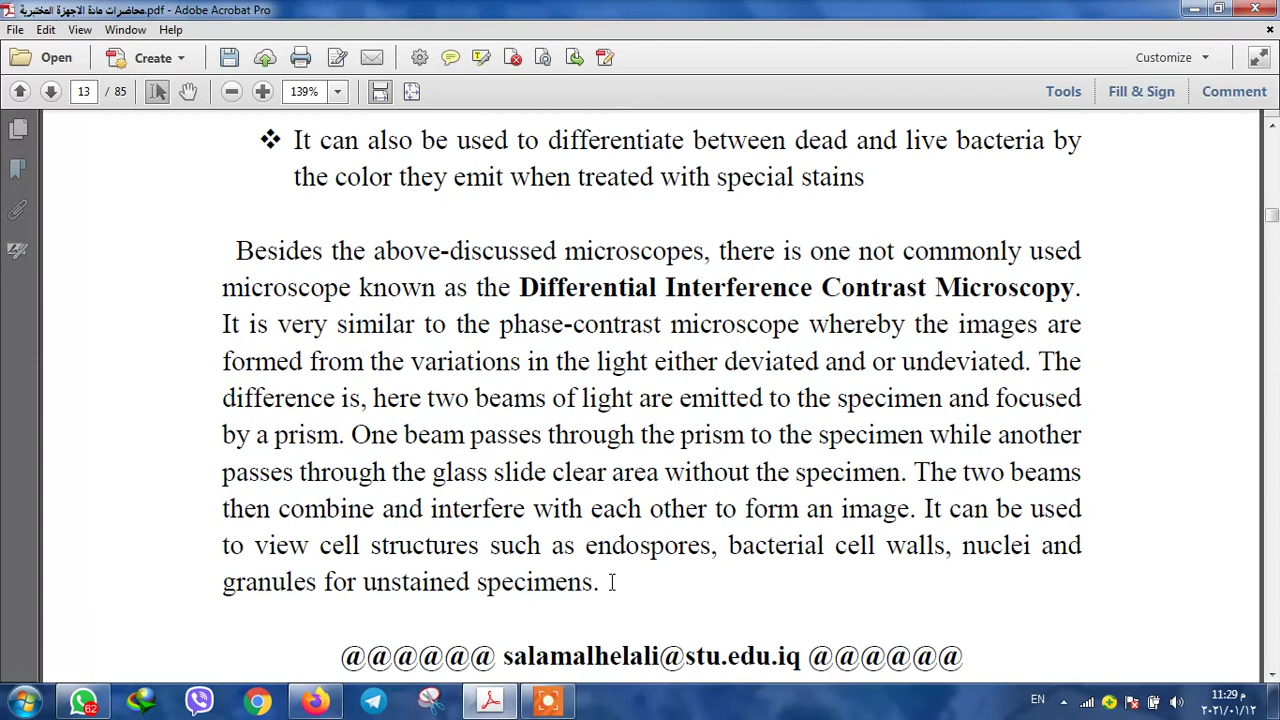 محاضرات مادة الاجهزة المختبرية.pdf - Adobe Acrobat Pro
File Edit View Window Help
Open Create Customize
13 / 85 139% Tools Fill & Sign Comment
❖ It can also be used to differentiate between dead and live bacteria by
the color they emit when treated with special stains
Besides the above-discussed microscopes, there is one not commonly used
microscope known as the Differential Interference Contrast Microscopy.
It is very similar to the phase-contrast microscope whereby the images are
formed from the variations in the light either deviated and or undeviated. The
difference is, here two beams of light are emitted to the specimen and focused
by a prism. One beam passes through the prism to the specimen while another
passes through the glass slide clear area without the specimen. The two beams
then combine and interfere with each other to form an image. It can be used
to view cell structures such as endospores, bacterial cell walls, nuclei and
granules for unstained specimens.
@@@@@@ salamalhelali@stu.edu.iq @@@@@@
62 EN 11:29 م
٢٠٢١/٠١/١٢